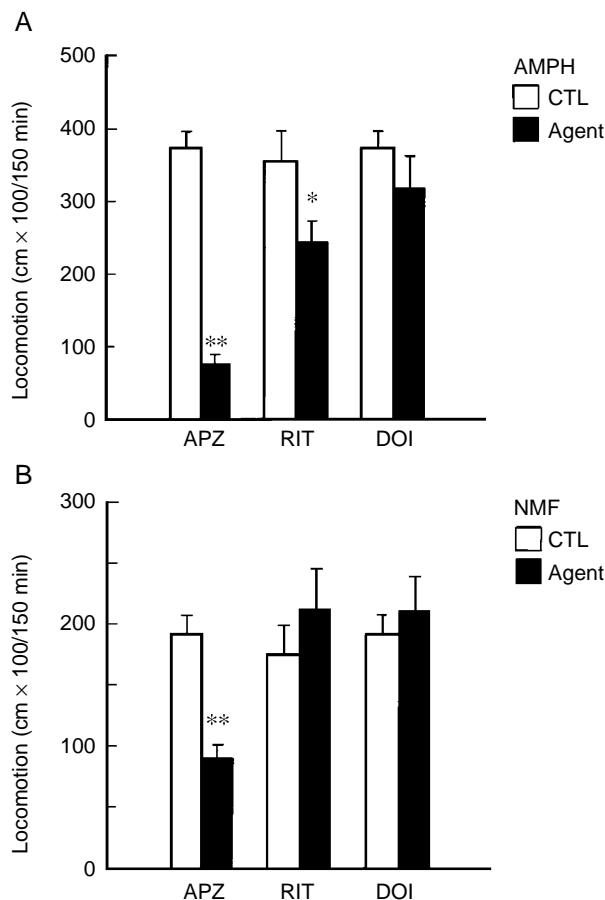 A
AMPH
CTL
Agent
Locomotion (cm × 100/150 min)
500
400
300
200
100
0
**
*
APZ RIT DOI
B
NMF
CTL
Agent
Locomotion (cm × 100/150 min)
300
200
100
0
**
APZ RIT DOI